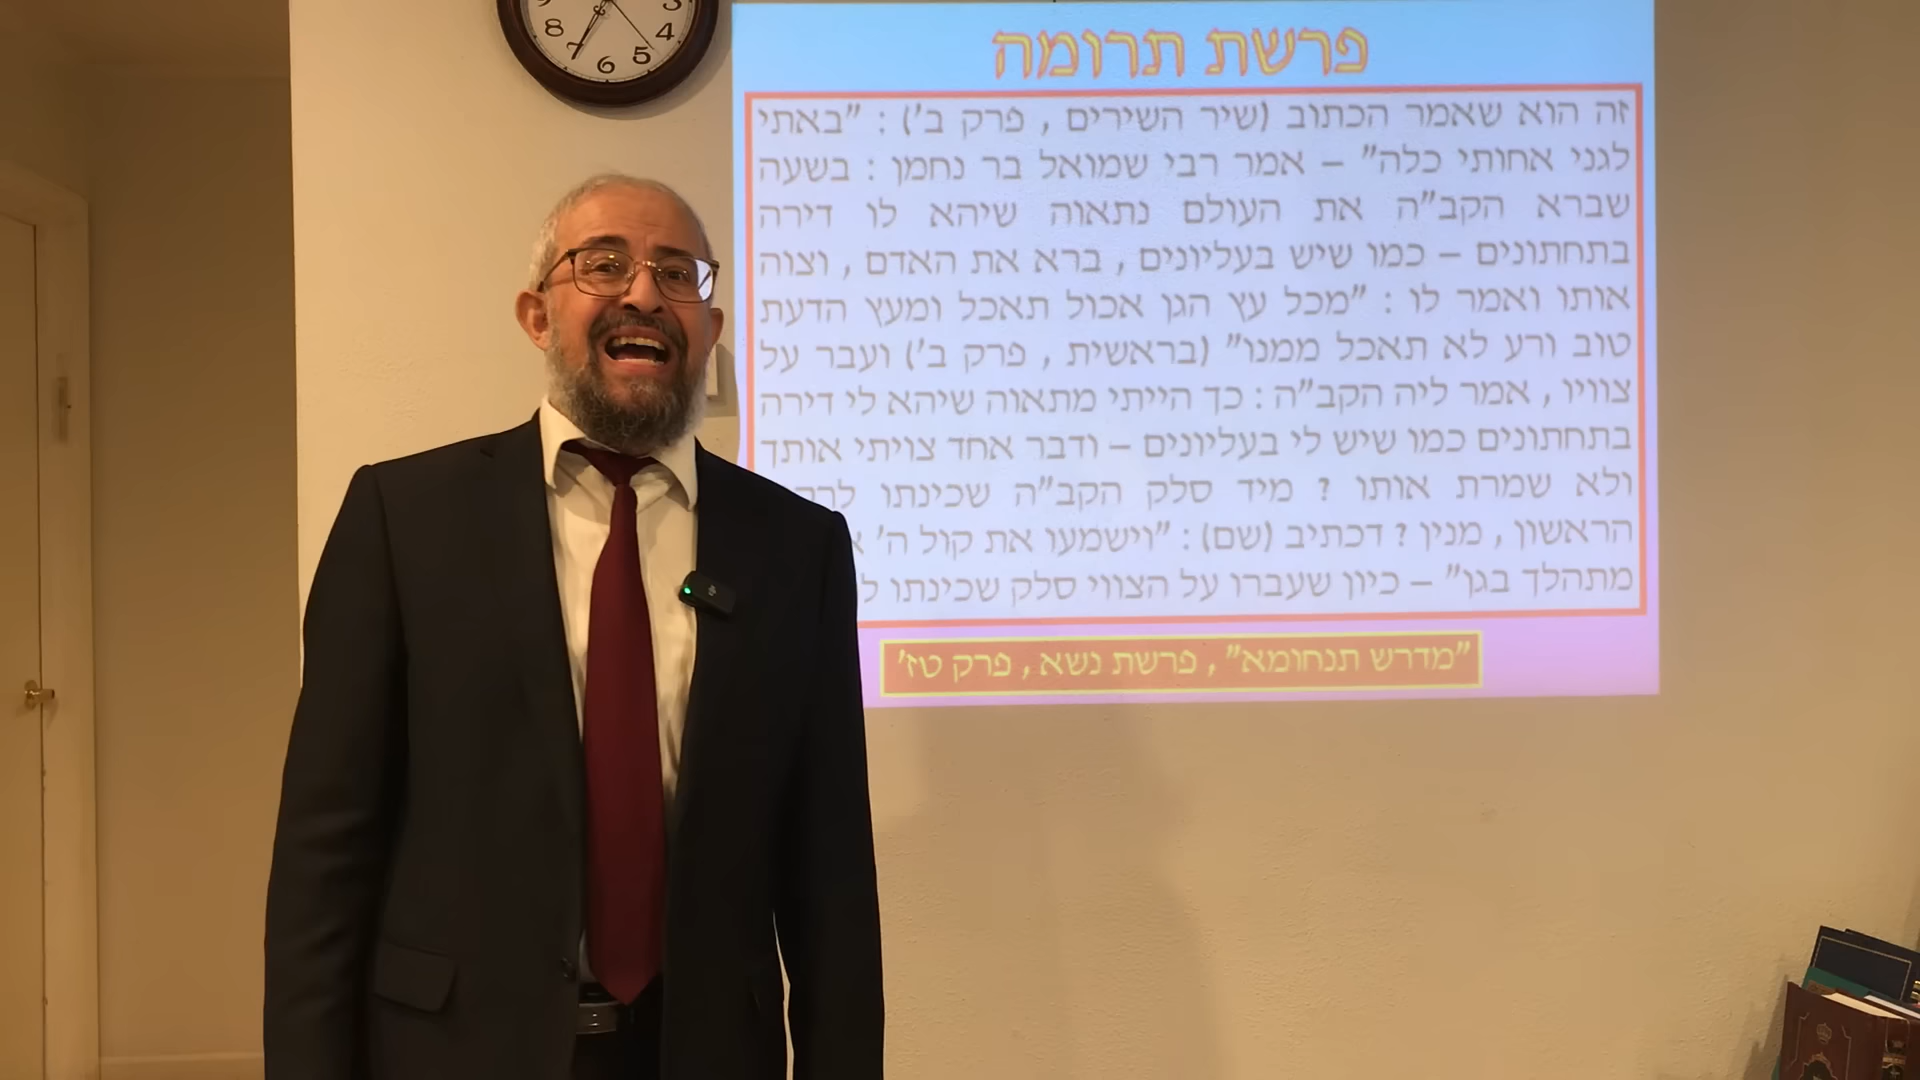 פרשת תרומה
זה הוא שאמר הכתוב (שיר השירים , פרק ב') : "באתי
לגני אחותי כלה" – אמר רבי שמואל בר נחמן : בשעה
שברא הקב"ה את העולם נתאוה שיהא לו דירה
בתחתונים – כמו שיש בעליונים , ברא את האדם , וצוה
אותו ואמר לו : "מכל עץ הגן אכול תאכל ומעץ הדעת
טוב ורע לא תאכל ממנו" (בראשית , פרק ב') ועבר על
צוויו , אמר ליה הקב"ה : כך הייתי מתאוה שיהא לי דירה
בתחתונים כמו שיש לי בעליונים – ודבר אחד צויתי אותך
ולא שמרת אותו ? מיד סלק הקב"ה שכינתו
הראשון , מנין ? דכתיב (שם) : "וישמעו את קול ה'
מתהלך בגן" – כיון שעברו על הצווי סלק שכינתו
"מדרש תנחומא" , פרשת נשא , פרק טז'
8
7
6
5
4